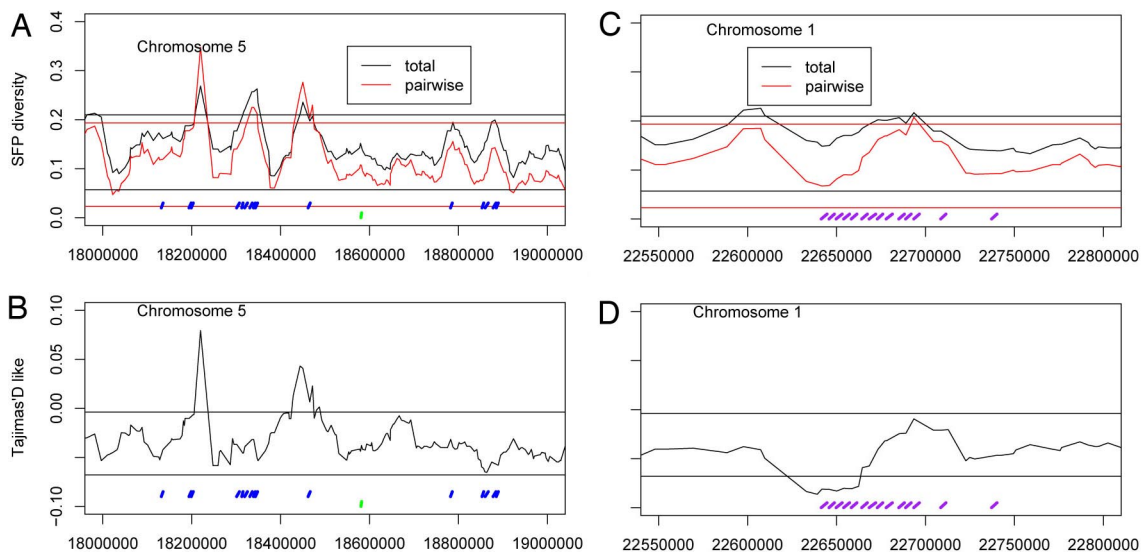 A
Chromosome 5
total
pairwise
SFP diversity
0.4
0.3
0.2
0.1
0.0
18000000 18200000 18400000 18600000 18800000 19000000
C
Chromosome 1
total
pairwise
22550000 22600000 22650000 22700000 22750000 22800000
B
Chromosome 5
Tajimas'D like
0.10
0.05
0.00
−0.10
18000000 18200000 18400000 18600000 18800000 19000000
D
Chromosome 1
22550000 22600000 22650000 22700000 22750000 22800000